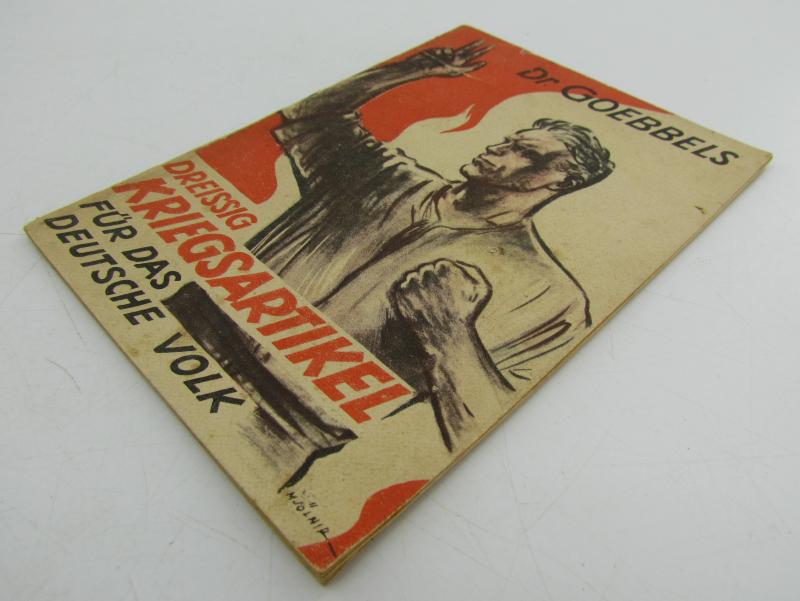 Dr. GOEBBELS
DREISSIG
KRIEGSARTIKEL
FÜR DAS
DEUTSCHE VOLK
MJÖLNIR